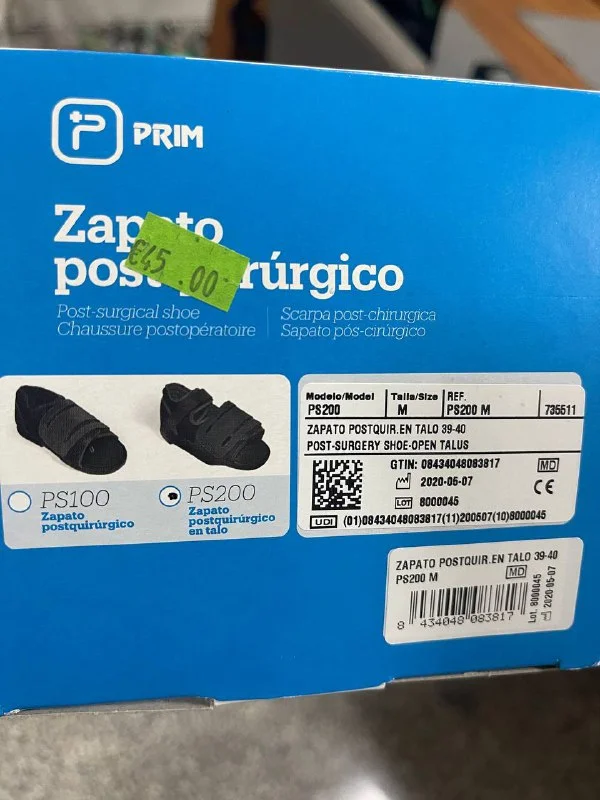 PRIM
Zapato
postquirúrgico
€45.00
Post-surgical shoe
Chaussure postopératoire
Scarpa post-chirurgica
Sapato pós-cirúrgico
PS100
Zapato
postquirúrgico
PS200
Zapato
postquirúrgico
en talo
Modelo/Model Talla/Size REF.
PS200 M PS200 M 735511
ZAPATO POSTQUIR.EN TALO 39-40
POST-SURGERY SHOE-OPEN TALUS
GTIN: 08434048083817 MD
2020-05-07
LOT 8000045
CE
UDI (01)08434048083817(11)200507(10)8000045
ZAPATO POSTQUIR.EN TALO 39-40
PS200 M MD
8 434048 083817
Lot. 8000045
2020-05-07